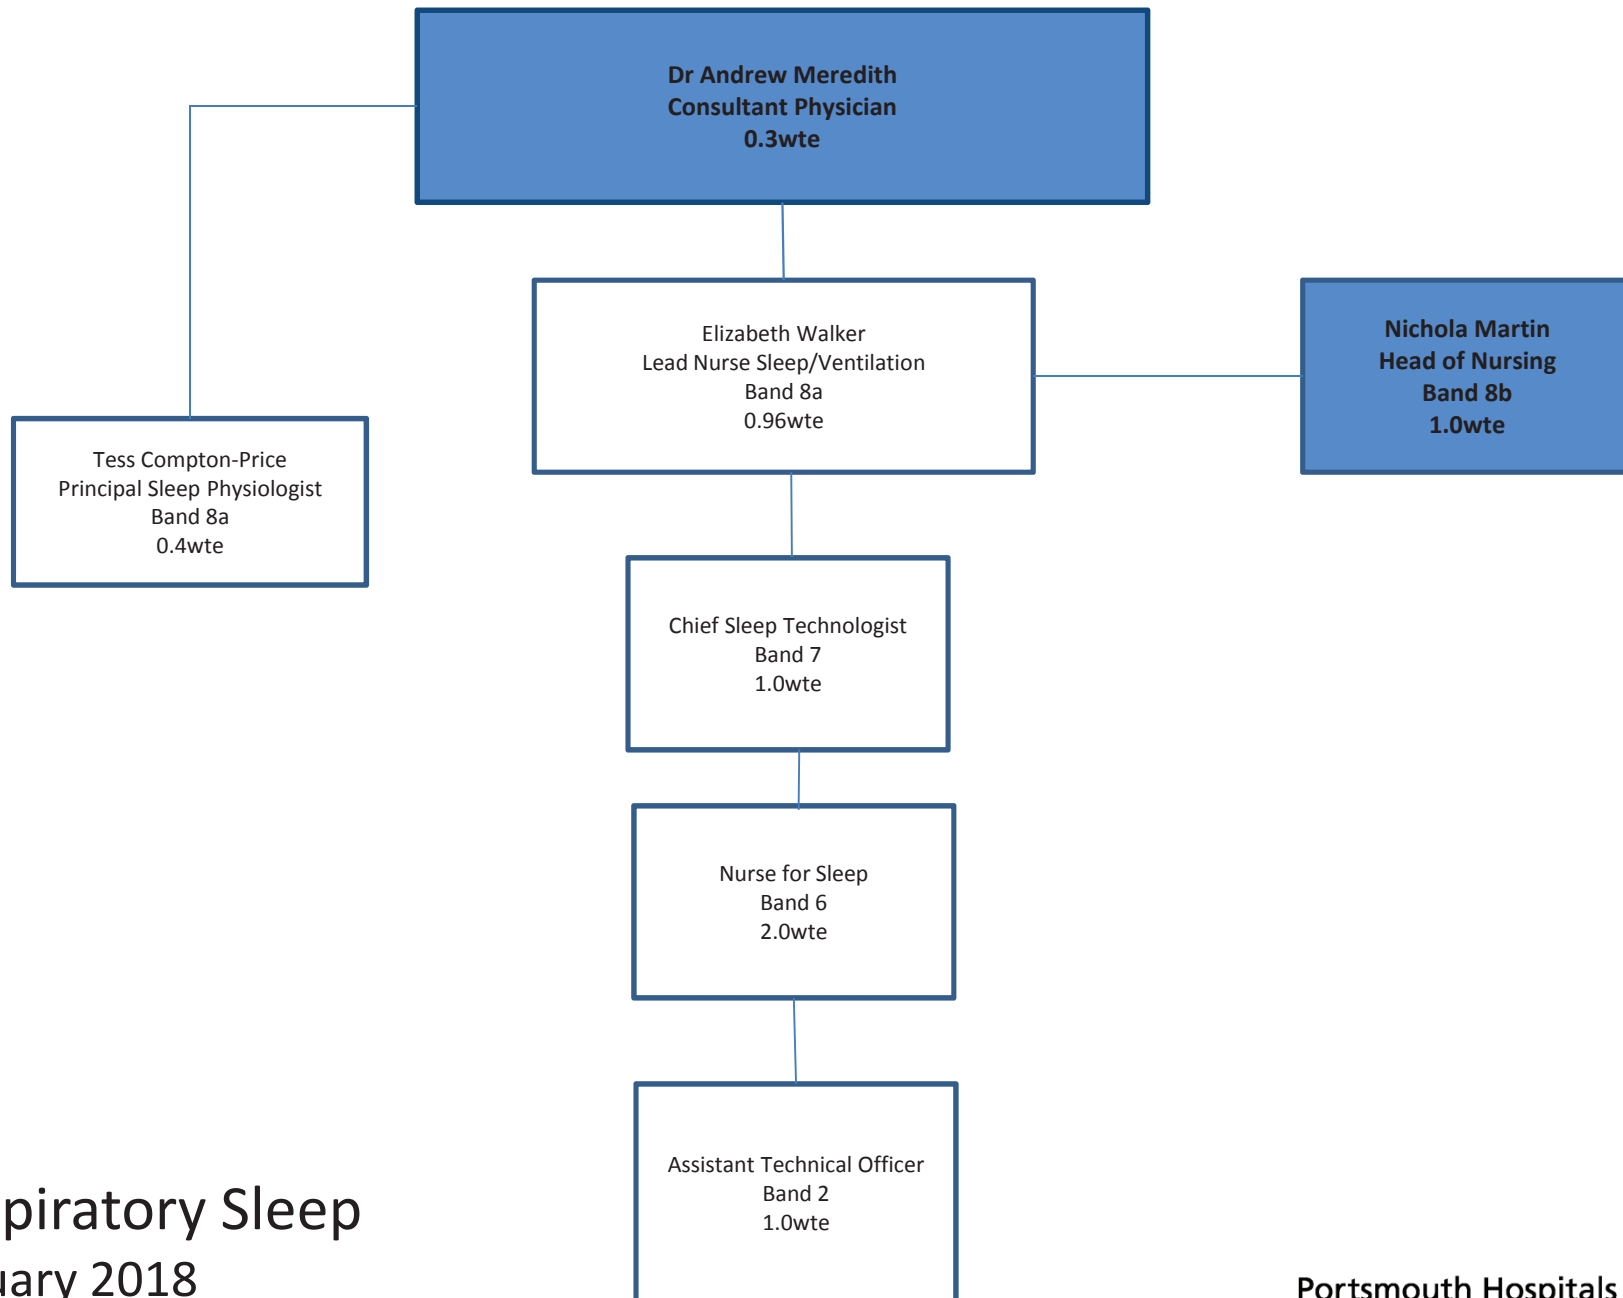 Dr Andrew Meredith
Consultant Physician
0.3wte
Elizabeth Walker
Lead Nurse Sleep/Ventilation
Band 8a
0.96wte
Nichola Martin
Head of Nursing
Band 8b
1.0wte
Tess Compton-Price
Principal Sleep Physiologist
Band 8a
0.4wte
Chief Sleep Technologist
Band 7
1.0wte
Nurse for Sleep
Band 6
2.0wte
Assistant Technical Officer
Band 2
1.0wte
piratory Sleep
uary 2018
Portsmouth Hospitals